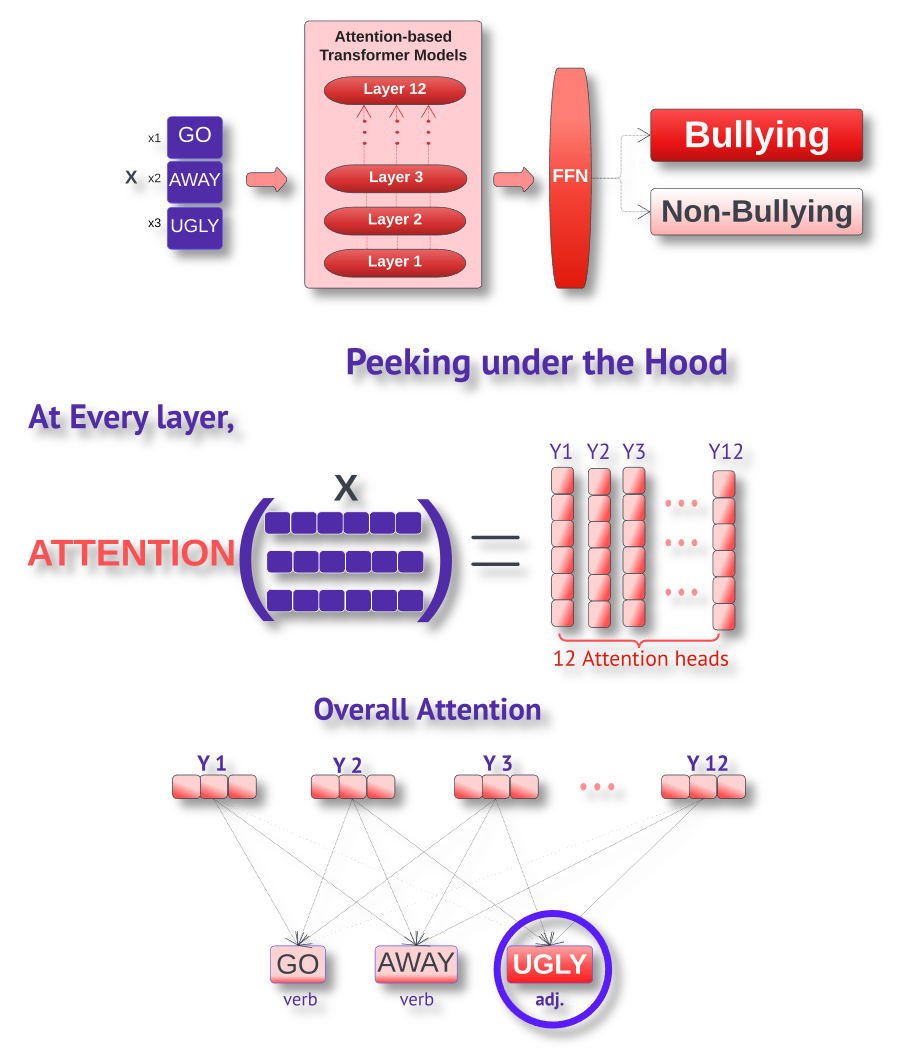 Attention-based
Transformer Models
Layer 12
Layer 3
Layer 2
Layer 1
X
x1
GO
x2
AWAY
x3
UGLY
FFN
Bullying
Non-Bullying
Peeking under the Hood
At Every layer,
ATTENTION
(
X
)
=
Y1 Y2 Y3 ... Y12
12 Attention heads
Overall Attention
Y 1 Y 2 Y 3 ... Y 12
GO AWAY UGLY
verb verb adj.